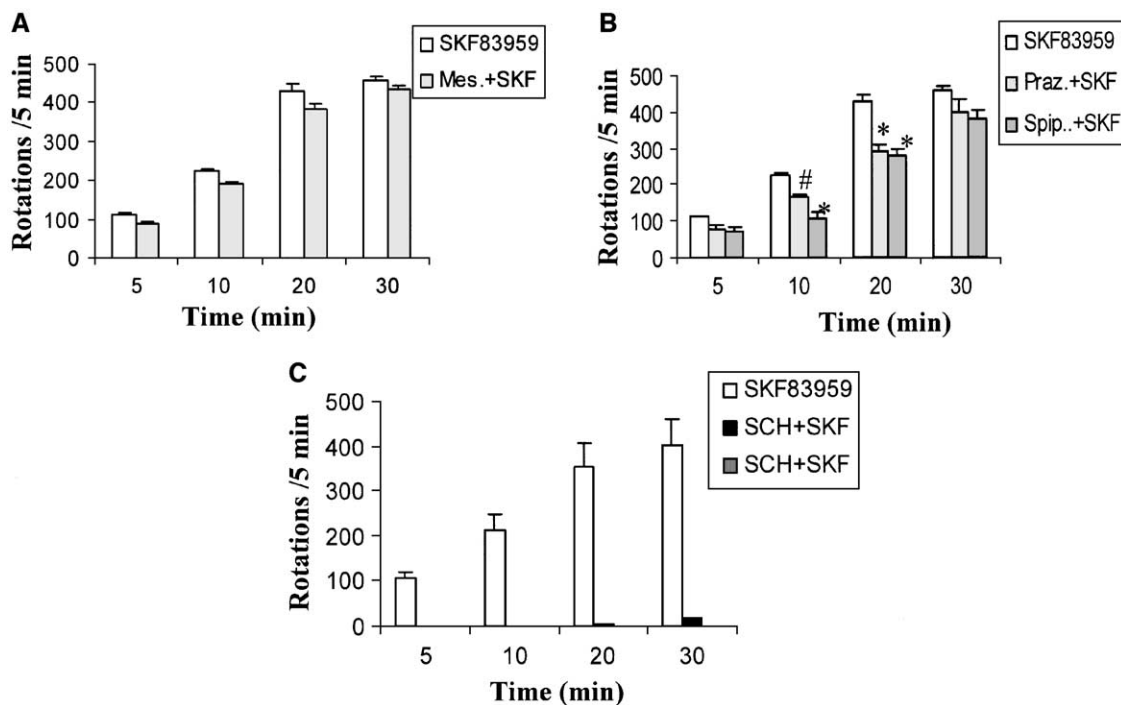 A
SKF83959
Mes.+SKF
Rotations /5 min
500
400
300
200
100
0
5 10 20 30
Time (min)
B
SKF83959
Praz.+SKF
Spip..+SKF
Rotations /5 min
500
400
300
200
100
0
# * * *
5 10 20 30
Time (min)
C
SKF83959
SCH+SKF
SCH+SKF
Rotations /5 min
500
400
300
200
100
0
5 10 20 30
Time (min)